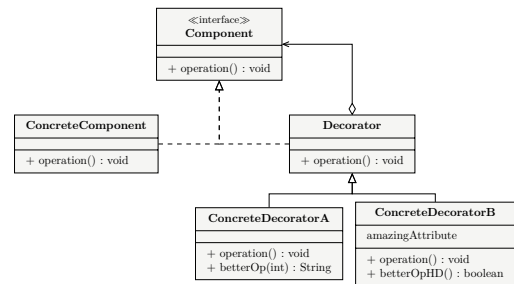 ≪interface≫
Component
+ operation() : void
ConcreteComponent
+ operation() : void
Decorator
+ operation() : void
ConcreteDecoratorA
+ operation() : void
+ betterOp(int) : String
ConcreteDecoratorB
amazingAttribute
+ operation() : void
+ betterOpHD() : boolean